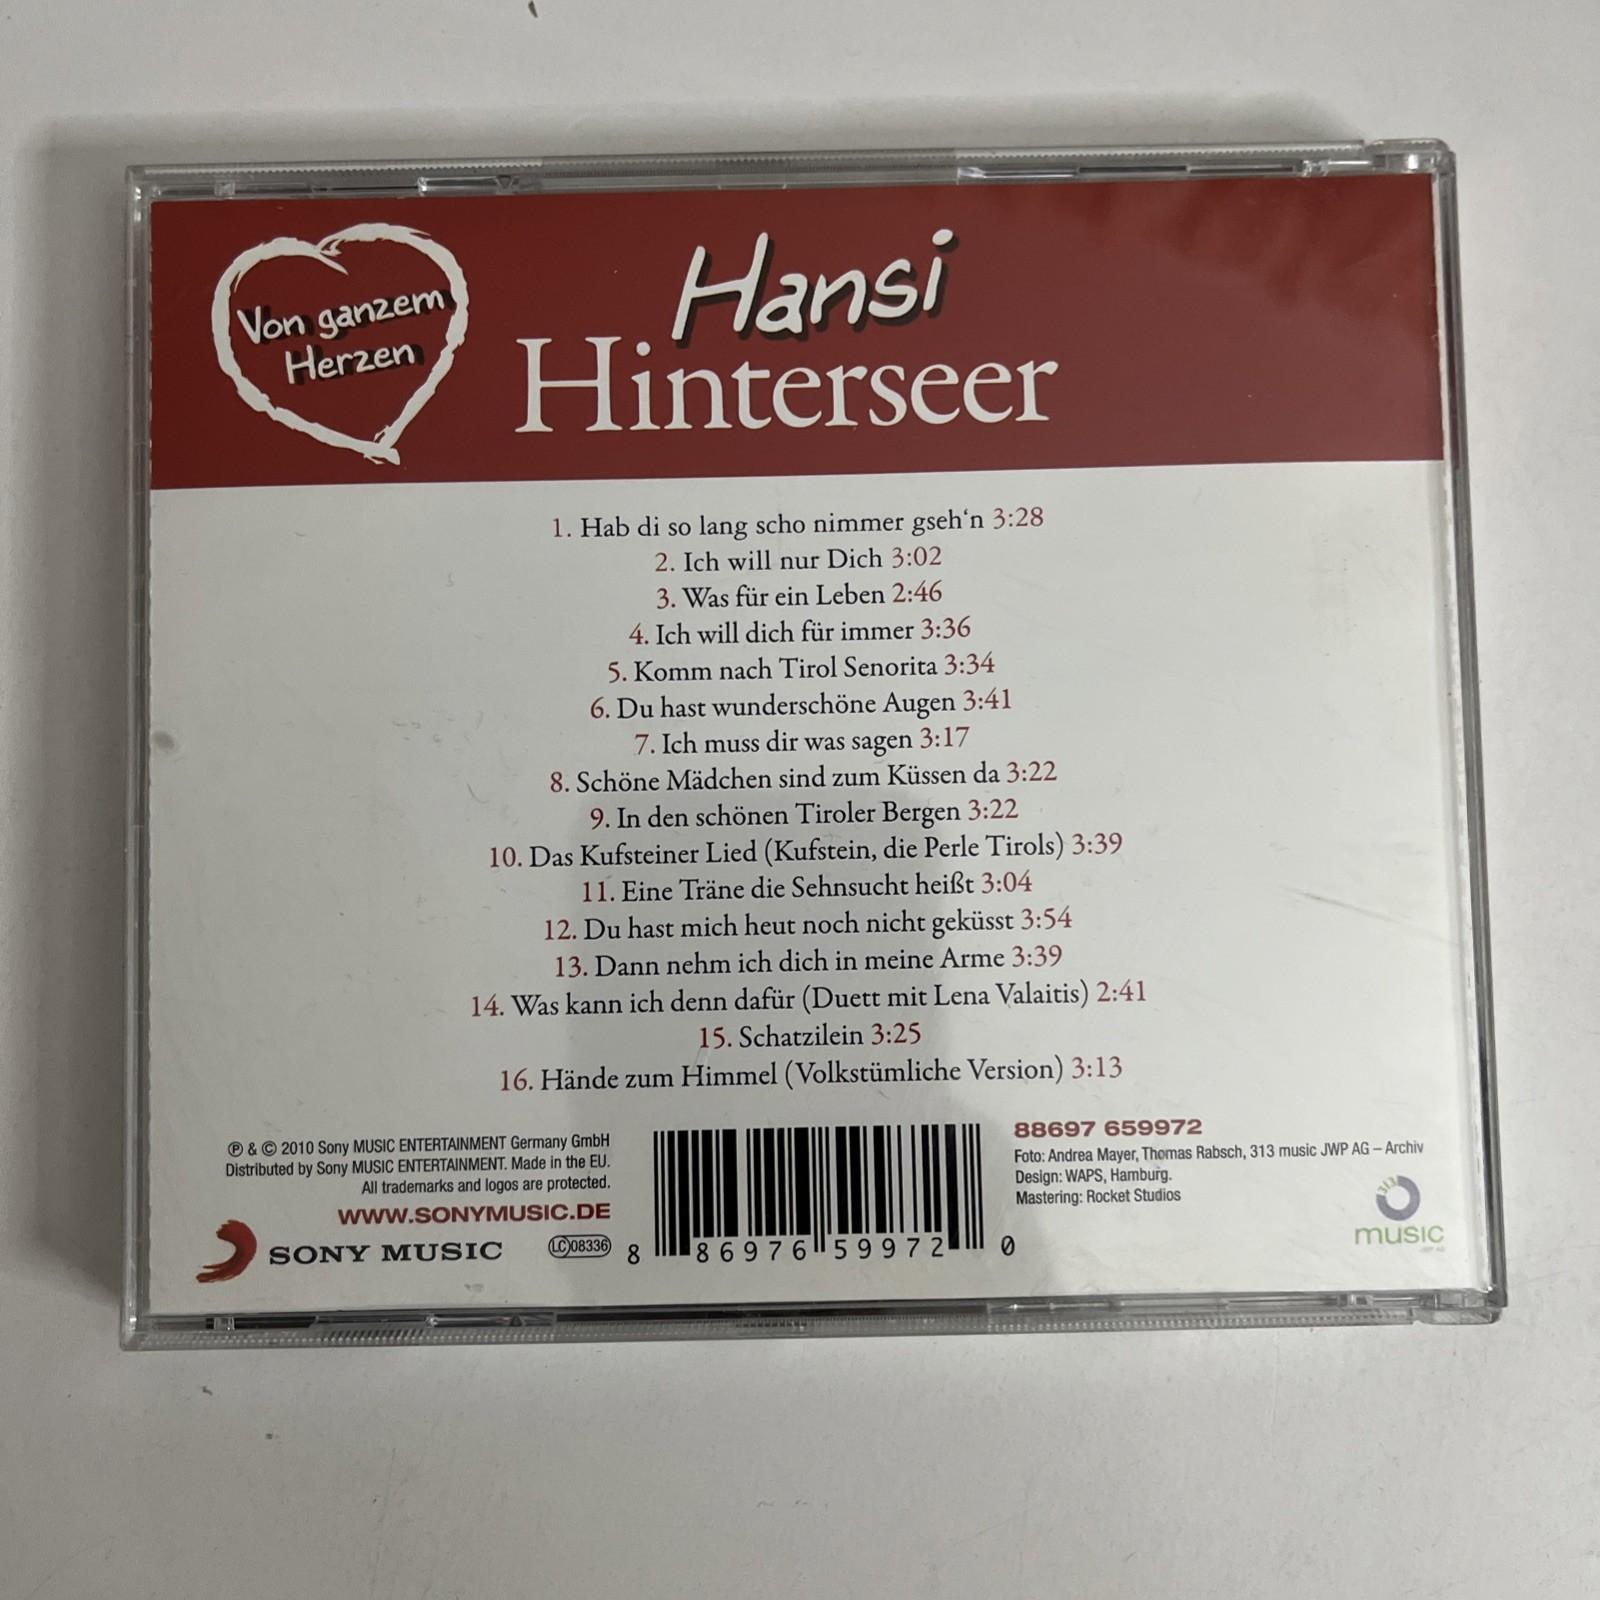 Von ganzem
Herzen
Hansi
Hinterseer
1. Hab di so lang scho nimmer gseh‘n 3:28
2. Ich will nur Dich 3:02
3. Was für ein Leben 2:46
4. Ich will dich für immer 3:36
5. Komm nach Tirol Senorita 3:34
6. Du hast wunderschöne Augen 3:41
7. Ich muss dir was sagen 3:17
8. Schöne Mädchen sind zum Küssen da 3:22
9. In den schönen Tiroler Bergen 3:22
10. Das Kufsteiner Lied (Kufstein, die Perle Tirols) 3:39
11. Eine Träne die Sehnsucht heißt 3:04
12. Du hast mich heut noch nicht geküsst 3:54
13. Dann nehm ich dich in meine Arme 3:39
14. Was kann ich denn dafür (Duett mit Lena Valaitis) 2:41
15. Schatzilein 3:25
16. Hände zum Himmel (Volkstümliche Version) 3:13
℗ & © 2010 Sony MUSIC ENTERTAINMENT Germany GmbH
Distributed by Sony MUSIC ENTERTAINMENT. Made in the EU.
All trademarks and logos are protected.
WWW.SONYMUSIC.DE
SONY MUSIC
LC 08336
8 86976 59972 0
88697 659972
Foto: Andrea Mayer, Thomas Rabsch, 313 music JWP AG – Archiv
Design: WAPS, Hamburg.
Mastering: Rocket Studios
313
music
JWP AG